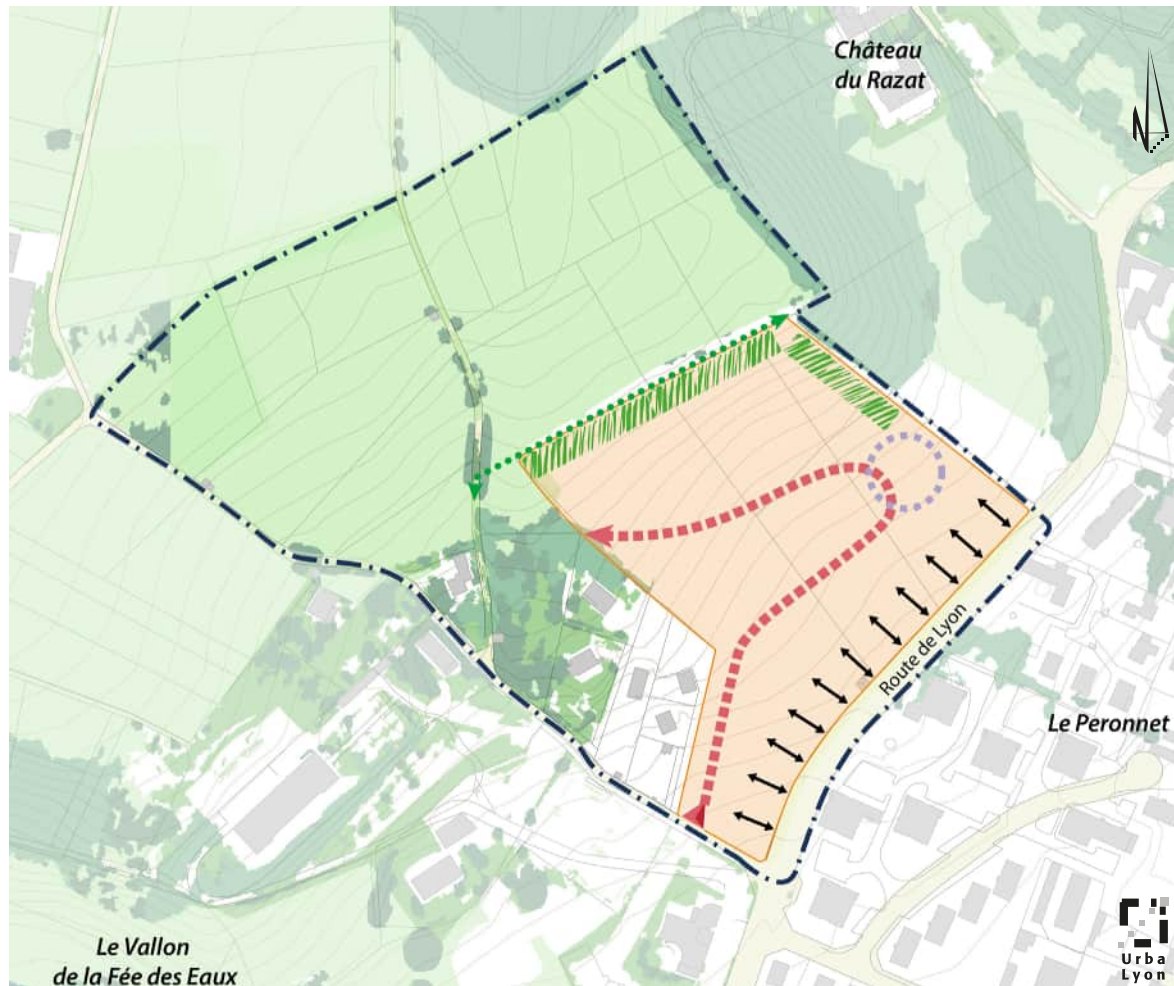 Château
du Razat
N
Route de Lyon
Le Peronnet
Le Vallon
de la Fée des Eaux
Urba
Lyon